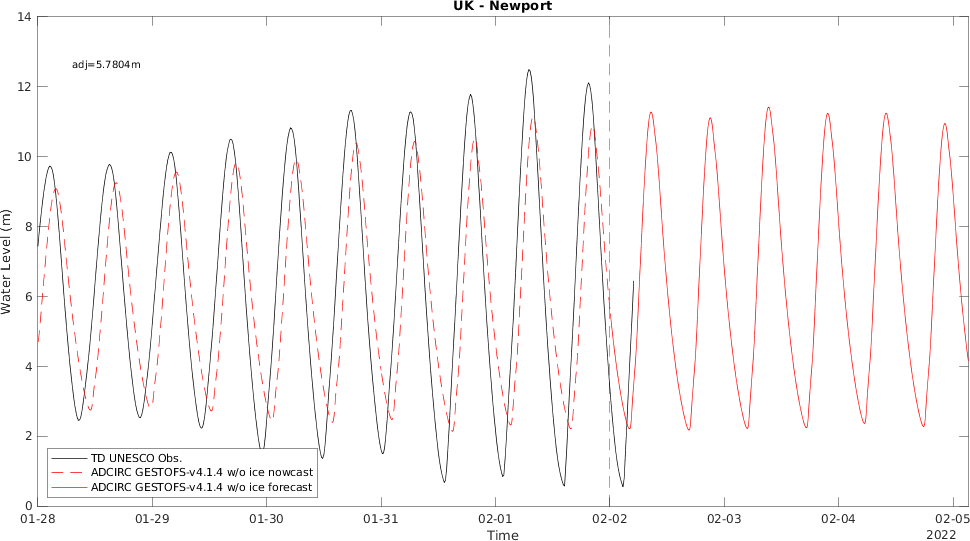 UK - Newport
14
adj=5.7804m
12
10
8
Water Level (m)
6
4
2
TD UNESCO Obs.
ADCIRC GESTOFS-v4.1.4 w/o ice nowcast
ADCIRC GESTOFS-v4.1.4 w/o ice forecast
0
01-28 01-29 01-30 01-31 02-01 02-02 02-03 02-04 02-05
Time 2022